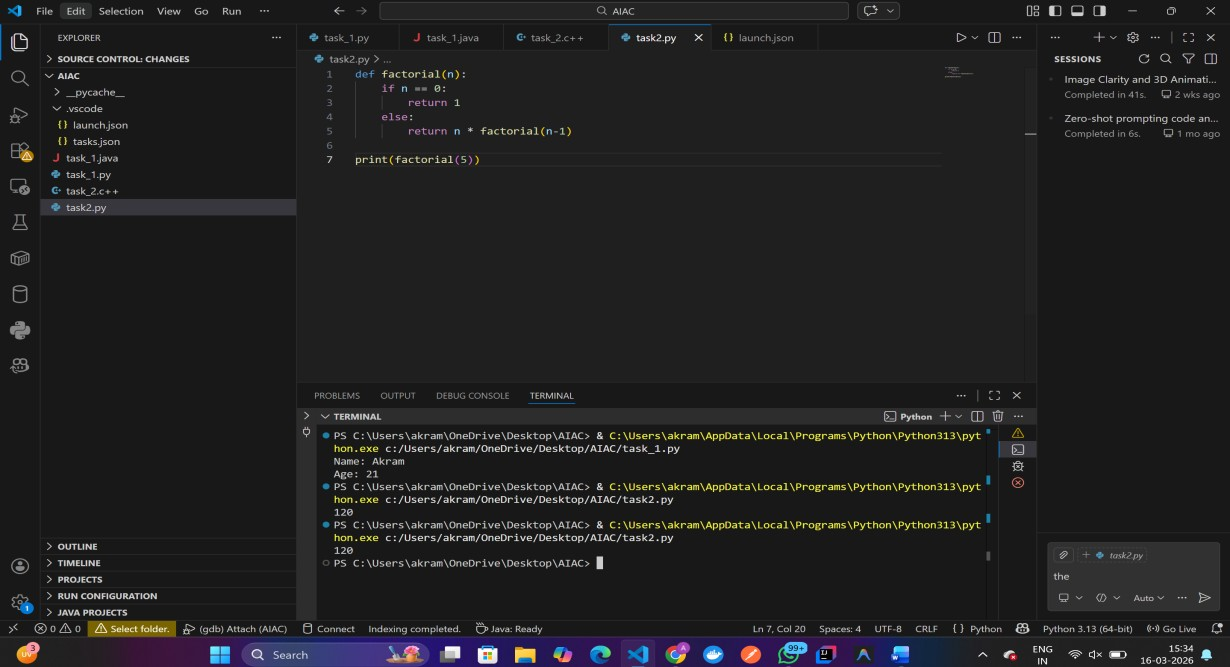 File Edit Selection View Go Run ···
AIAC
EXPLORER ···
SOURCE CONTROL: CHANGES
AIAC
__pycache__
.vscode
launch.json
tasks.json
task_1.java
task_1.py
task_2.c++
task2.py
OUTLINE
TIMELINE
PROJECTS
RUN CONFIGURATION
JAVA PROJECTS
task_1.py task_1.java task_2.c++ task2.py launch.json
task2.py > ...
1 def factorial(n):
2 if n == 0:
3 return 1
4 else:
5 return n * factorial(n-1)
6
7 print(factorial(5))
PROBLEMS OUTPUT DEBUG CONSOLE TERMINAL
TERMINAL Python
PS C:\Users\akram\OneDrive\Desktop\AIAC> & C:\Users\akram\AppData\Local\Programs\Python\Python313\pyt
hon.exe c:/Users/akram/OneDrive/Desktop/AIAC/task_1.py
Name: Akram
Age: 21
PS C:\Users\akram\OneDrive\Desktop\AIAC> & C:\Users\akram\AppData\Local\Programs\Python\Python313\pyt
hon.exe c:/Users/akram/OneDrive/Desktop/AIAC/task2.py
120
PS C:\Users\akram\OneDrive\Desktop\AIAC> & C:\Users\akram\AppData\Local\Programs\Python\Python313\pyt
hon.exe c:/Users/akram/OneDrive/Desktop/AIAC/task2.py
120
PS C:\Users\akram\OneDrive\Desktop\AIAC>
SESSIONS
Image Clarity and 3D Animati...
Completed in 41s. 2 wks ago
Zero-shot prompting code an...
Completed in 6s. 1 mo ago
task2.py
the
Auto
0 0 Select folder. (gdb) Attach (AIAC) Connect Indexing completed. Java: Ready Ln 7, Col 20 Spaces: 4 UTF-8 CRLF { } Python Python 3.13 (64-bit) Go Live
3 Search 99+ ENG 15:34
IN 16-03-2026